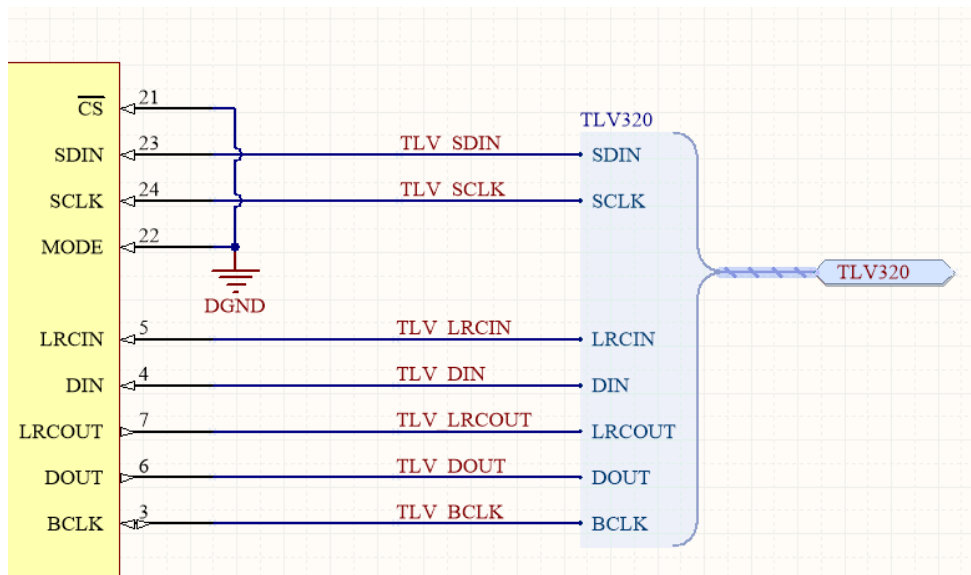 CS 21
TLV320
SDIN 23 TLV_SDIN SDIN
SCLK 24 TLV_SCLK SCLK
MODE 22
TLV320
DGND
LRCIN 5 TLV_LRCIN LRCIN
DIN 4 TLV_DIN DIN
LRCOUT 7 TLV_LRCOUT LRCOUT
DOUT 6 TLV_DOUT DOUT
BCLK 3 TLV_BCLK BCLK